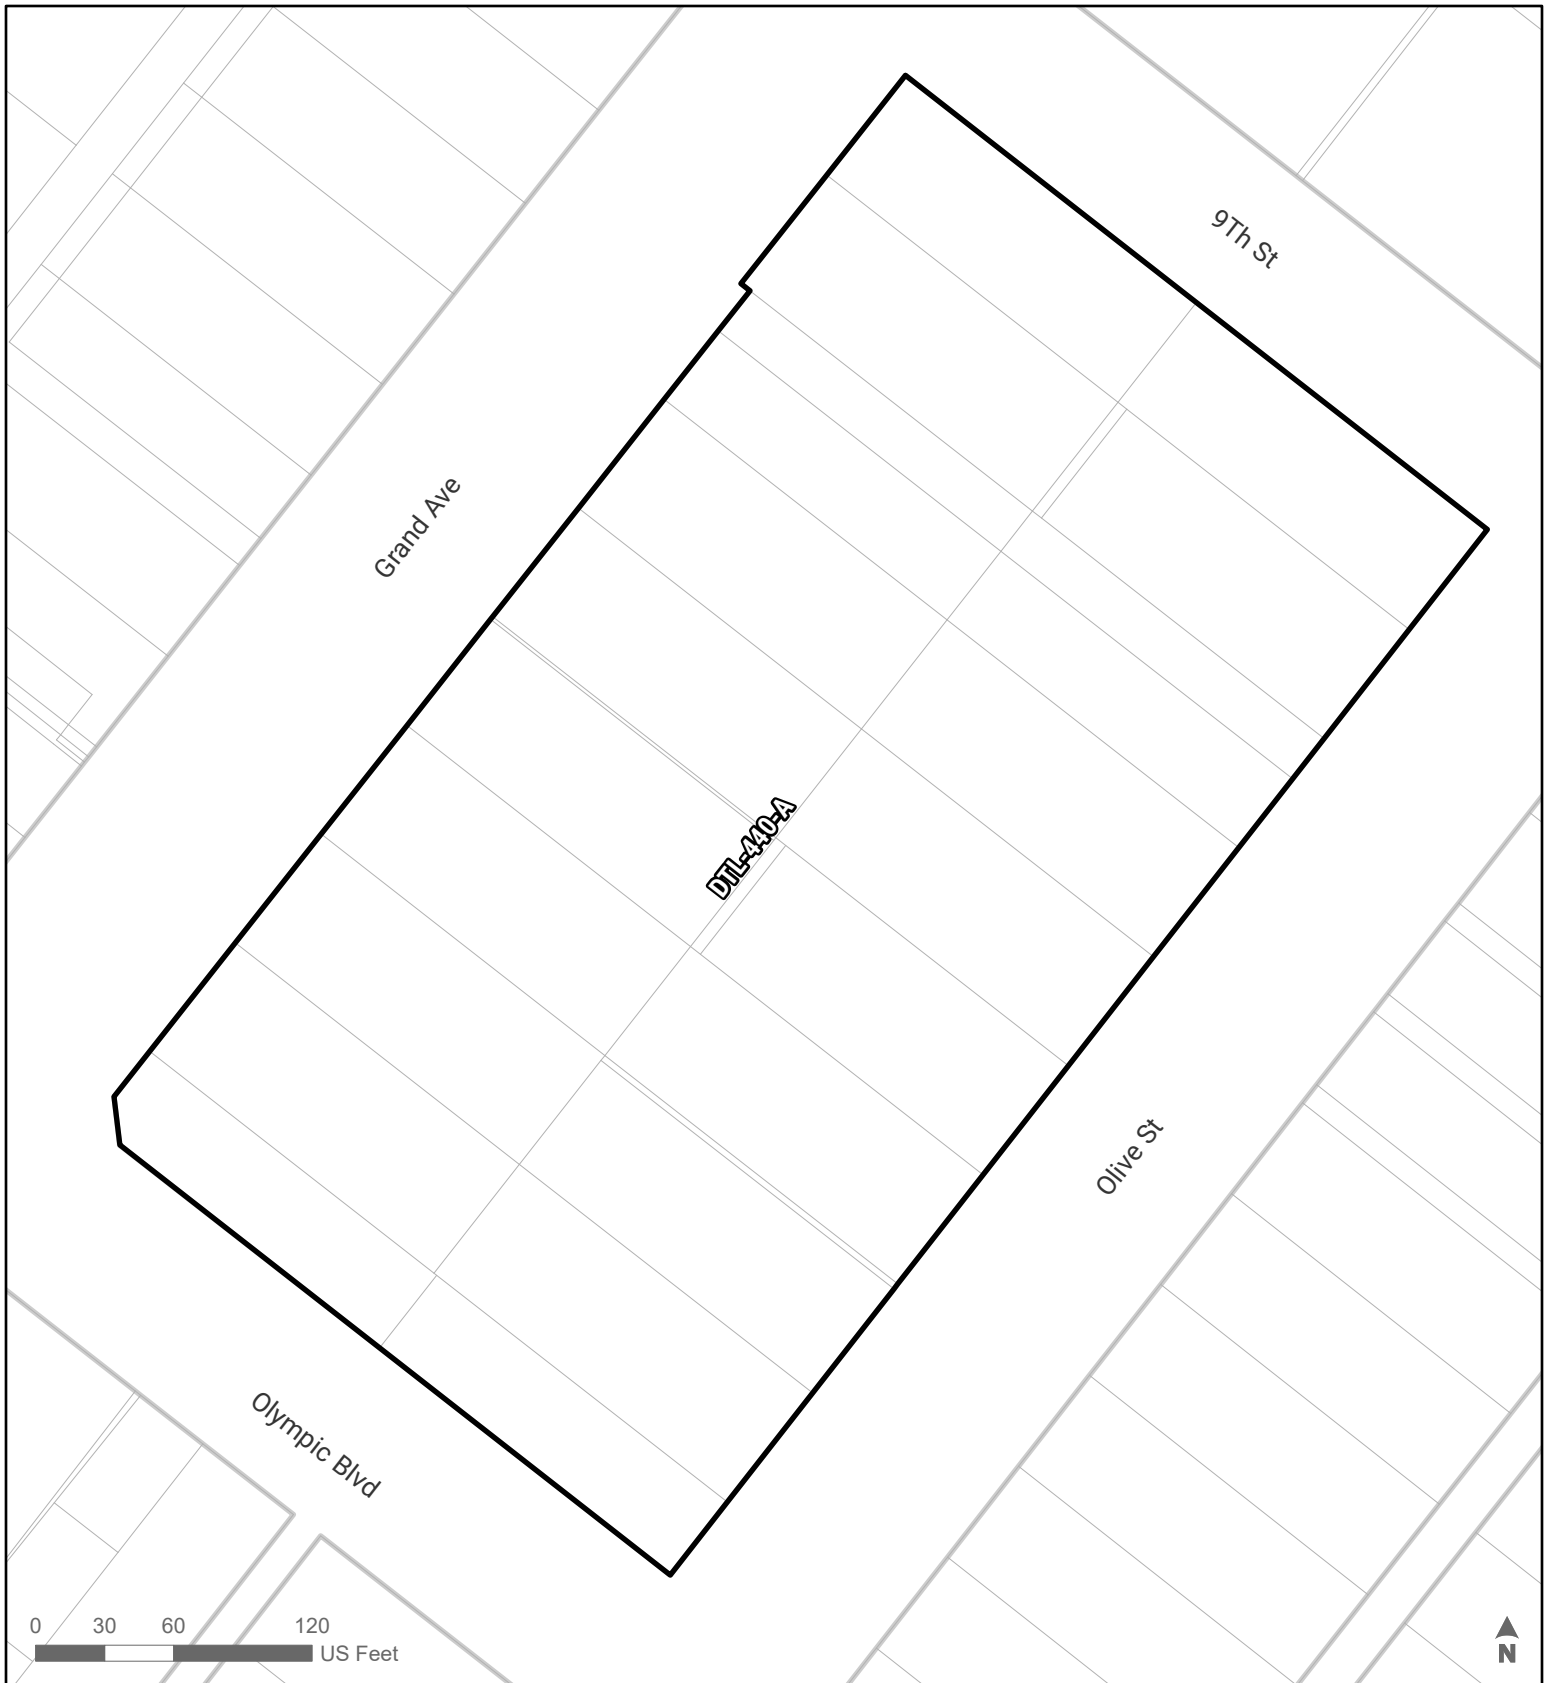 9Th St
Grand Ave
DTL-440-A
Olive St
Olympic Blvd
0 30 60 120
US Feet
N